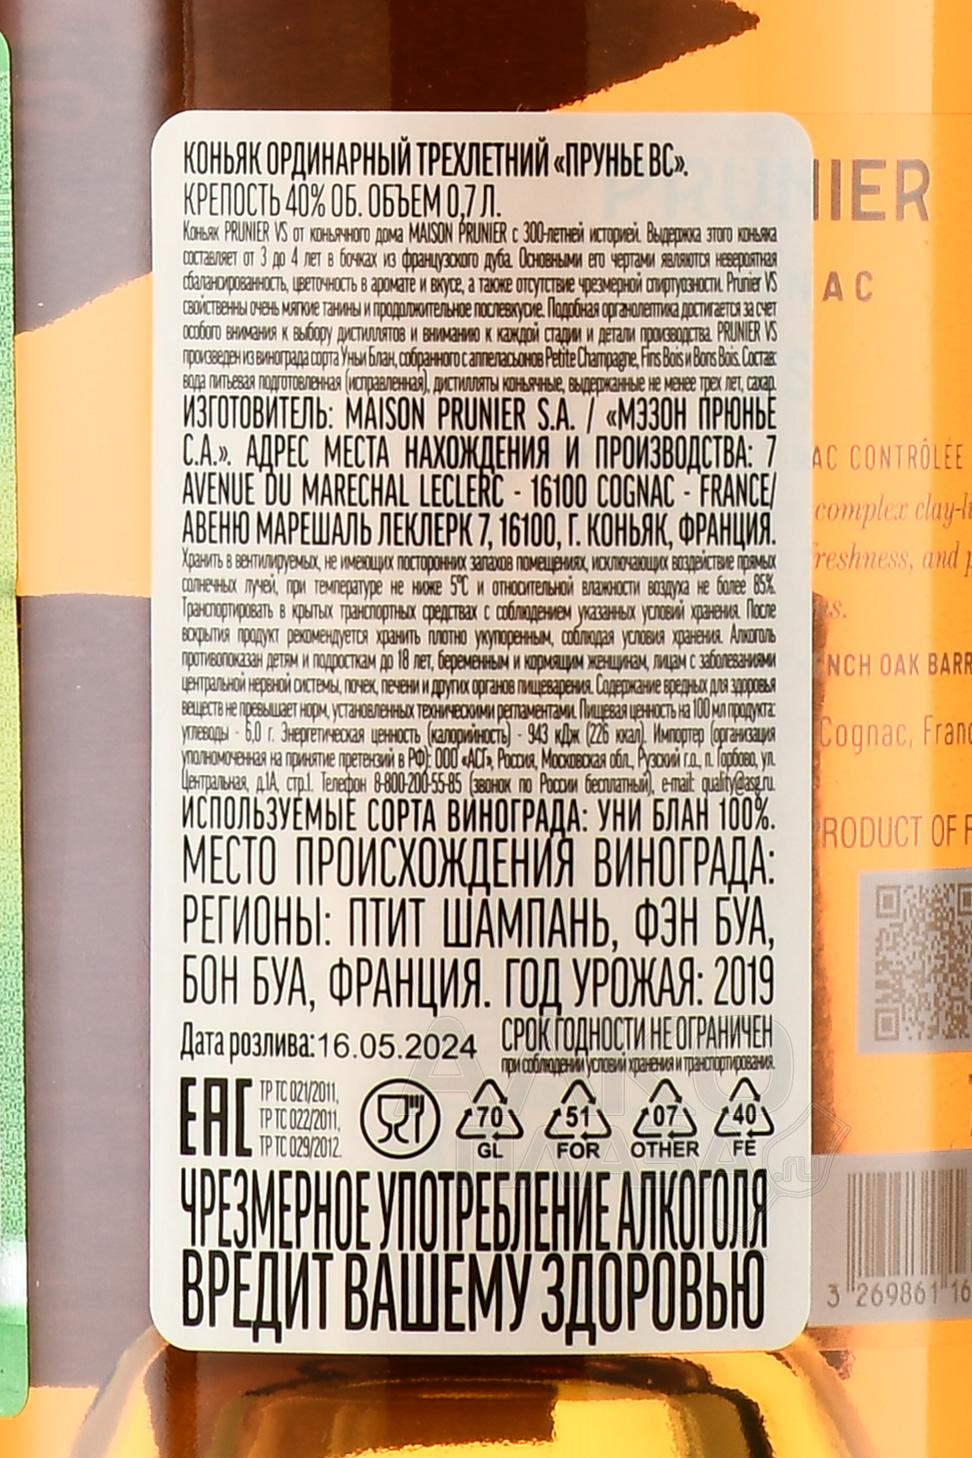 КОНЬЯК ОРДИНАРНЫЙ ТРЕХЛЕТНИЙ «ПРУНЬЕ ВС».
КРЕПОСТЬ 40% ОБ. ОБЪЕМ 0,7 Л.
Коньяк PRUNIER VS от коньячного дома MAISON PRUNIER с 300-летней историей. Выдержка этого коньяка
составляет от 3 до 4 лет в бочках из французского дуба. Основными его чертами являются невероятная
сбалансированность, цветочность в аромате и вкусе, а также отсутствие чрезмерной спиртуозности. Prunier VS
свойственны очень мягкие танины и продолжительное послевкусие. Подобная органолептика достигается за счет
особого внимания к выбору дистиллятов и вниманию к каждой стадии и детали производства. PRUNIER VS
произведен из винограда сорта Уньи Блан, собранного с аппеласьонов Petite Champagne, Fins Bois и Bons Bois. Состав:
вода питьевая подготовленная (исправленная), дистилляты коньячные, выдержанные не менее трех лет, сахар.
ИЗГОТОВИТЕЛЬ: MAISON PRUNIER S.A. / «МЭЗОН ПРЮНЬЕ
С.А.». АДРЕС МЕСТА НАХОЖДЕНИЯ И ПРОИЗВОДСТВА: 7
AVENUE DU MARECHAL LECLERC - 16100 COGNAC - FRANCE/
АВЕНЮ МАРЕШАЛЬ ЛЕКЛЕРК 7, 16100, Г. КОНЬЯК, ФРАНЦИЯ.
Хранить в вентилируемых, не имеющих посторонних запахов помещениях, исключающих воздействие прямых
солнечных лучей, при температуре не ниже 5°С и относительной влажности воздуха не более 85%.
Транспортировать в крытых транспортных средствах с соблюдением указанных условий хранения. После
вскрытия продукт рекомендуется хранить плотно укупоренным, соблюдая условия хранения. Алкоголь
противопоказан детям и подросткам до 18 лет, беременным и кормящим женщинам, лицам с заболеваниями
центральной нервной системы, почек, печени и других органов пищеварения. Содержание вредных для здоровья
веществ не превышает норм, установленных техническими регламентами. Пищевая ценность на 100 мл продукта:
углеводы - 6,0 г. Энергетическая ценность (калорийность) - 943 кДж (226 ккал). Импортер (организация
уполномоченная на принятие претензий в РФ): ООО «АСГ», Россия, Московская обл., Рузский г.о., п. Горбово, ул.
Центральная, д.1А, стр.1. Телефон 8-800-200-55-85 (звонок по России бесплатный), e-mail: quality@asg.ru.
ИСПОЛЬЗУЕМЫЕ СОРТА ВИНОГРАДА: УНИ БЛАН 100%.
МЕСТО ПРОИСХОЖДЕНИЯ ВИНОГРАДА:
РЕГИОНЫ: ПТИТ ШАМПАНЬ, ФЭН БУА,
БОН БУА, ФРАНЦИЯ. ГОД УРОЖАЯ: 2019
Дата розлива: 16.05.2024
СРОК ГОДНОСТИ НЕ ОГРАНИЧЕН
при соблюдении условий хранения и транспортирования.
EAC
ТР ТС 021/2011,
ТР ТС 022/2011,
ТР ТС 029/2012.
70
GL
51
FOR
07
OTHER
40
FE
ЧРЕЗМЕРНОЕ УПОТРЕБЛЕНИЕ АЛКОГОЛЯ
ВРЕДИТ ВАШЕМУ ЗДОРОВЬЮ
PRUNIER
AC
AC CONTRÔLÉE
complex clay-li
freshness, and p
NCH OAK BARR
Cognac, Franc
PRODUCT OF F
3 269861 16
АЛКО
ПЛАЗА.ru